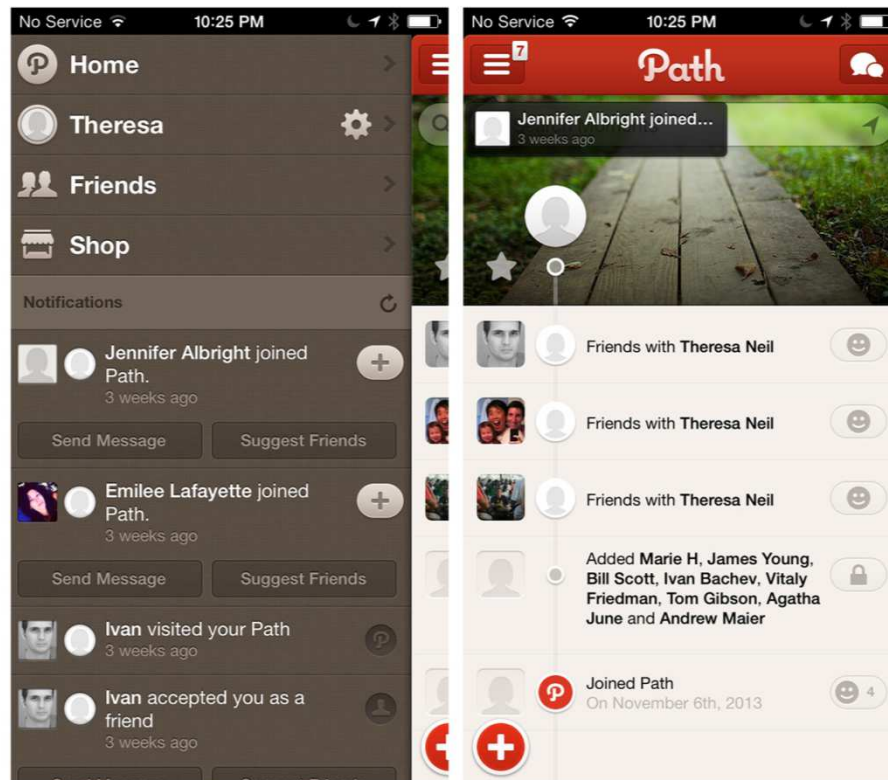 No Service 10:25 PM
Home
Theresa
Friends
Shop
Notifications
Jennifer Albright joined
Path.
3 weeks ago
Send Message Suggest Friends
Emilee Lafayette joined
Path.
3 weeks ago
Send Message Suggest Friends
Ivan visited your Path
3 weeks ago
Ivan accepted you as a
friend
3 weeks ago
No Service 10:25 PM
7
Path
Jennifer Albright joined...
3 weeks ago
Friends with Theresa Neil
Friends with Theresa Neil
Friends with Theresa Neil
Added Marie H, James Young,
Bill Scott, Ivan Bachev, Vitaly
Friedman, Tom Gibson, Agatha
June and Andrew Maier
Joined Path
On November 6th, 2013
4